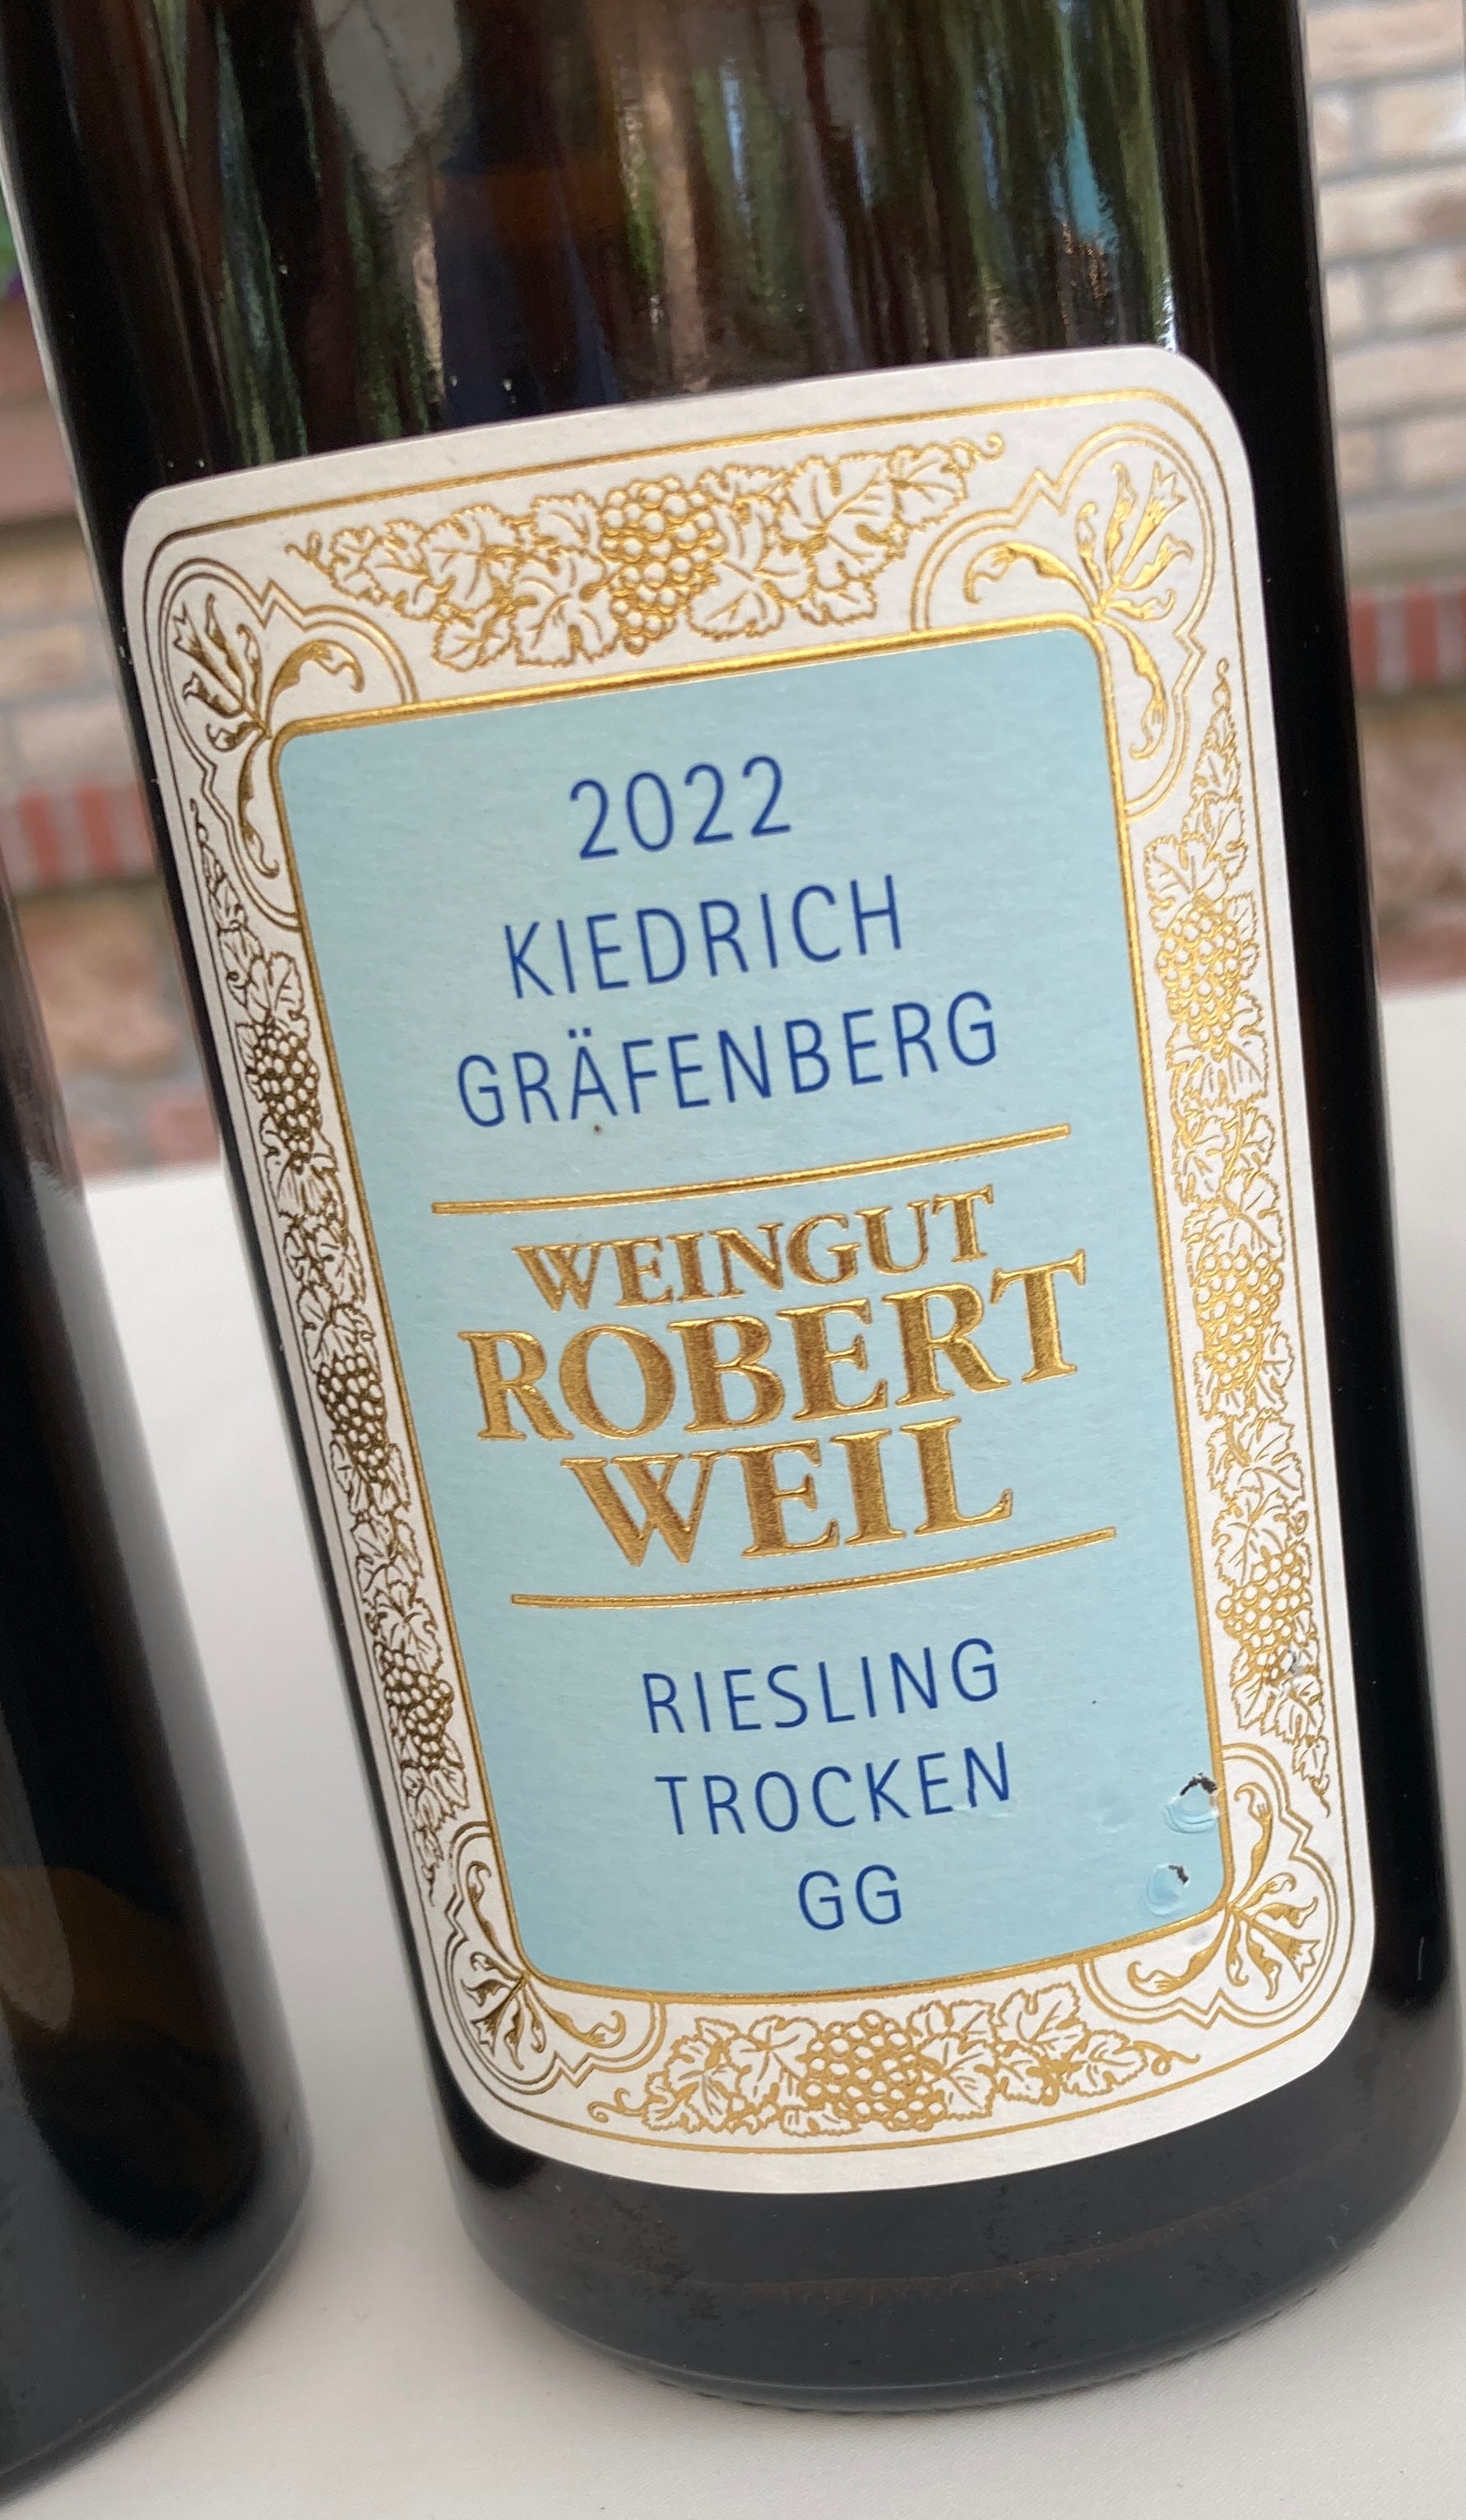 2022
KIEDRICH
GRÄFENBERG
WEINGUT
ROBERT
WEIL
RIESLING
TROCKEN
GG